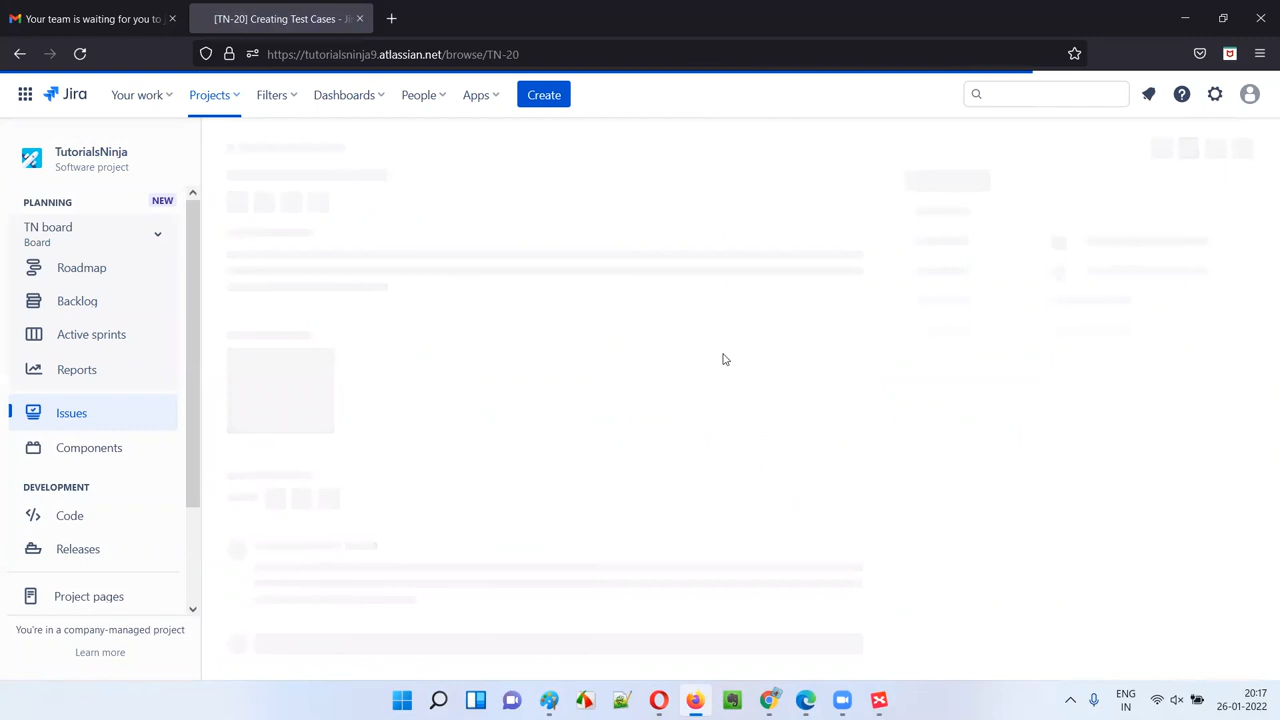 Your team is waiting for you to j
[TN-20] Creating Test Cases - Ji
https://tutorialsninja9.atlassian.net/browse/TN-20
Jira
Your work
Projects
Filters
Dashboards
People
Apps
Create
TutorialsNinja
Software project
PLANNING
NEW
TN board
Board
Roadmap
Backlog
Active sprints
Reports
Issues
Components
DEVELOPMENT
Code
Releases
Project pages
You're in a company-managed project
Learn more
ENG
IN
20:17
26-01-2022